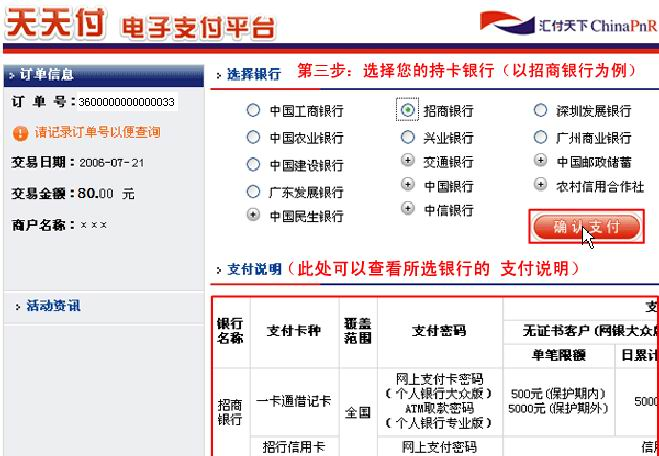 天天付 电子支付平台
汇付天下 ChinaPnR
订单信息
订 单 号：3600000000000033
请记录订单号以便查询
交易日期：2006-07-21
交易金额：80.00 元
商户名称：× × ×
活动资讯
选择银行 第三步：选择您的持卡银行（以招商银行为例）
中国工商银行 招商银行 深圳发展银行
中国农业银行 兴业银行 广州商业银行
中国建设银行 交通银行 中国邮政储蓄
广东发展银行 中国银行 农村信用合作社
中国民生银行 中信银行
确认支付
支付说明（此处可以查看所选银行的 支付说明）
银行名称 支付卡种 覆盖范围 支付密码
无证书客户（网银大众
单笔限额 日累计
招商银行 一卡通借记卡 全国
网上支付卡密码
（个人银行大众版）
ATM取款密码
（个人银行专业版）
500元(保护期内)
5000元(保护期外)
5000
招行信用卡 网上支付密码